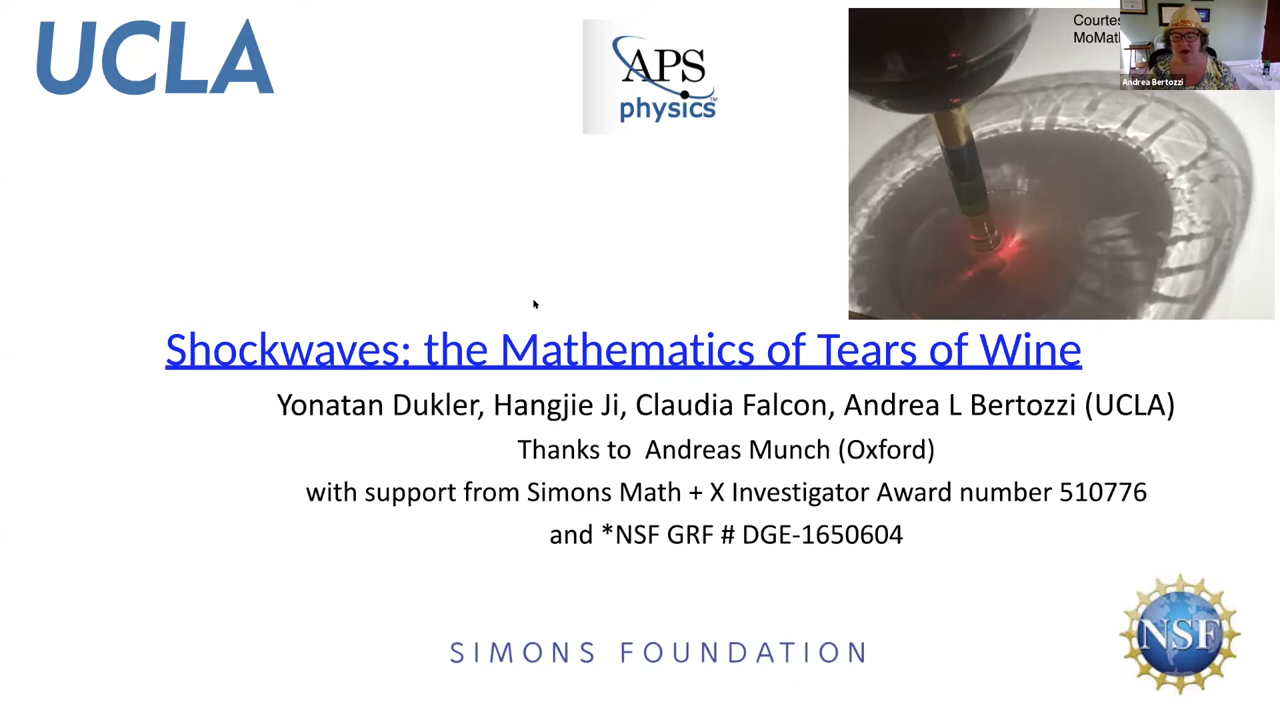 UCLA
APS
physics
MoMath
Andrea Bertozzi
Shockwaves: the Mathematics of Tears of Wine
Yonatan Dukler, Hangjie Ji, Claudia Falcon, Andrea L Bertozzi (UCLA)
Thanks to Andreas Munch (Oxford)
with support from Simons Math + X Investigator Award number 510776
and *NSF GRF # DGE-1650604
SIMONS FOUNDATION
NSF